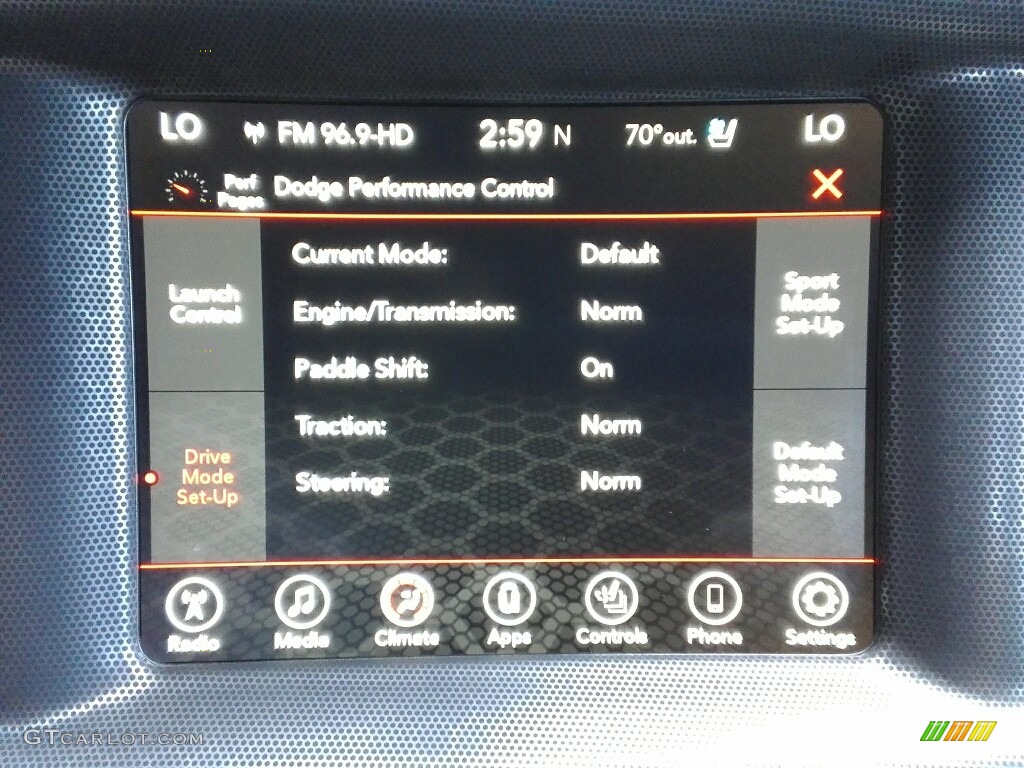 LO FM 96.9-HD 2:59 N 70°out. LO
Perf
Pages
Dodge Performance Control
Launch
Control
Drive
Mode
Set-Up
Current Mode: Default
Engine/Transmission: Norm
Paddle Shift: On
Traction: Norm
Steering: Norm
Sport
Mode
Set-Up
Default
Mode
Set-Up
Radio Media Climate Apps Controls Phone Settings
GTCARLOT.COM